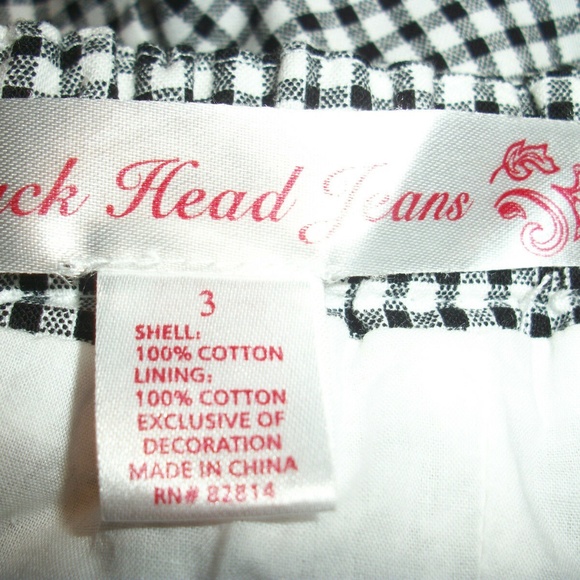 uck Head Jeans
3
SHELL:
100% COTTON
LINING:
100% COTTON
EXCLUSIVE OF
DECORATION
MADE IN CHINA
RN# 82814